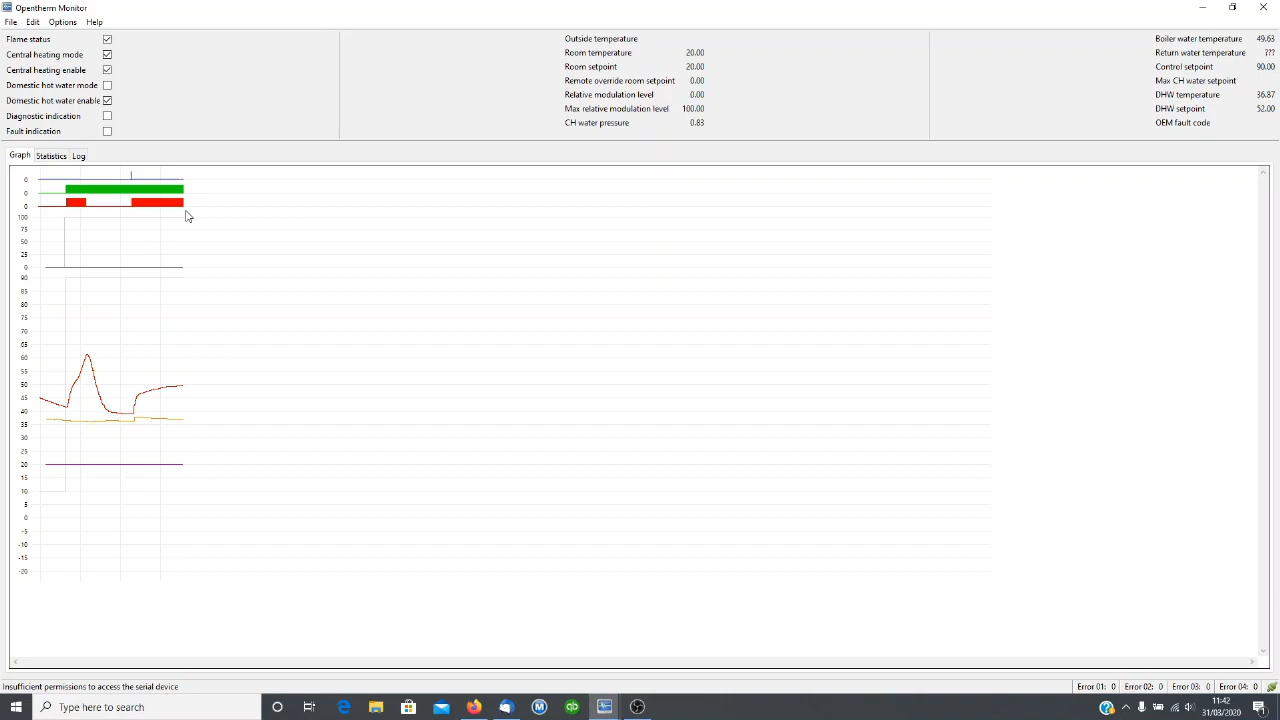 Opentherm Monitor
File Edit Options Help
Flame status
Central heating mode
Central heating enable
Domestic hot water mode
Domestic hot water enable
Diagnostic indication
Fault indication
Outside temperature
Room temperature 20.00
Room setpoint 20.00
Remote override room setpoint 0.00
Relative modulation level 0.00
Max relative modulation level 100.00
CH water pressure 0.83
Boiler water temperature 49.63
Return water temperature ???
Control setpoint 90.00
Max CH water setpoint
DHW temperature 36.87
DHW setpoint 52.00
OEM fault code
Graph Statistics Log
0
0
0
100
75
50
25
0
90
85
80
75
70
65
60
55
50
45
40
35
30
25
20
15
10
5
0
-5
-10
-15
-20
Insufficient permissions to access the serial device
Error 01: 0 Error 02: 0 Error 03: 0 Error 04: 0
Type here to search
11:42
31/08/2020